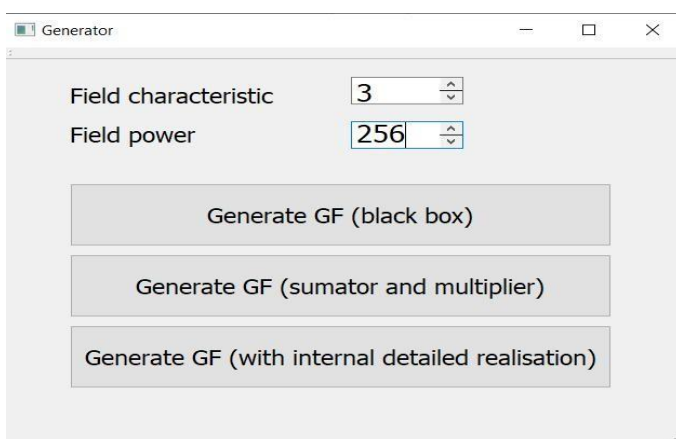 Generator
Field characteristic 3
Field power 256
Generate GF (black box)
Generate GF (sumator and multiplier)
Generate GF (with internal detailed realisation)